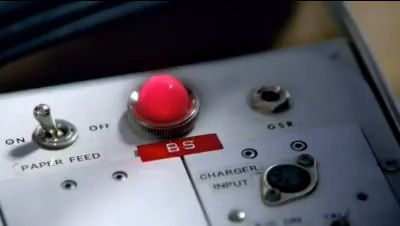 ON OFF
PAPER FEED
BS
GSR
CHARGER
INPUT